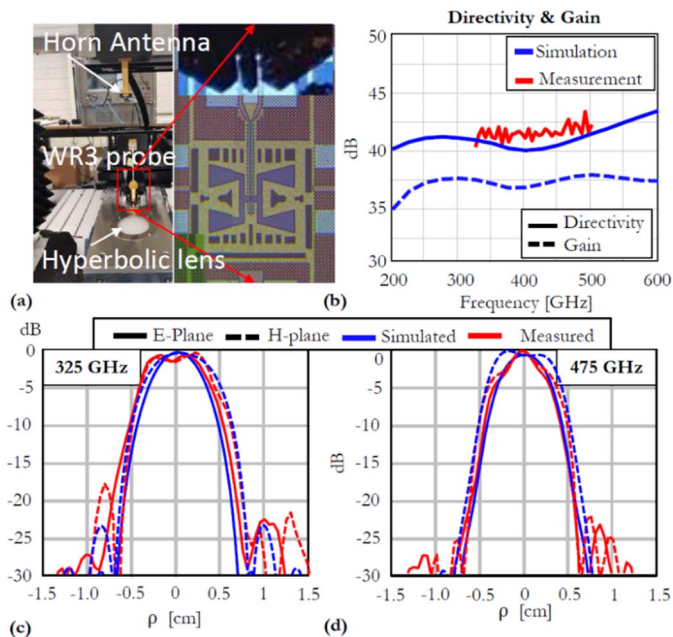 Horn Antenna
WR3 probe
Hyperbolic lens
(a)
Directivity & Gain
50
45
40
35
30
dB
Simulation
Measurement
Directivity
Gain
200 300 400 500 600
Frequency [GHz]
(b)
E-Plane H-plane Simulated Measured
dB
0
-5
-10
-15
-20
-25
-30
325 GHz
-1.5 -1.0 -0.5 0 0.5 1.0 1.5
ρ [cm]
(c)
0
-5
-10
-15
-20
-25
-30
dB
475 GHz
-1.5 -1.0 -0.5 0 0.5 1.0 1.5
ρ [cm]
(d)